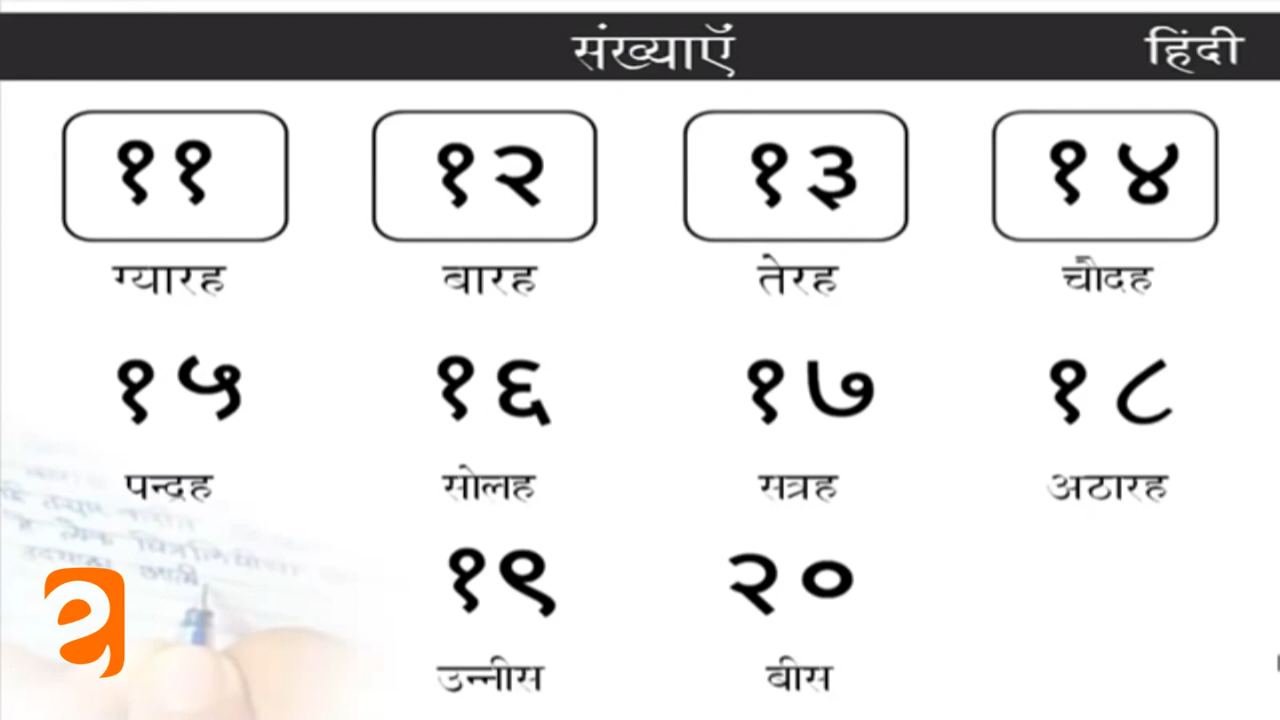 संख्याएँ हिंदी
११ १२ १३ १४
ग्यारह बारह तेरह चौदह
१५ १६ १७ १८
पन्द्रह सोलह सत्रह अठारह
१९ २०
उन्नीस बीस